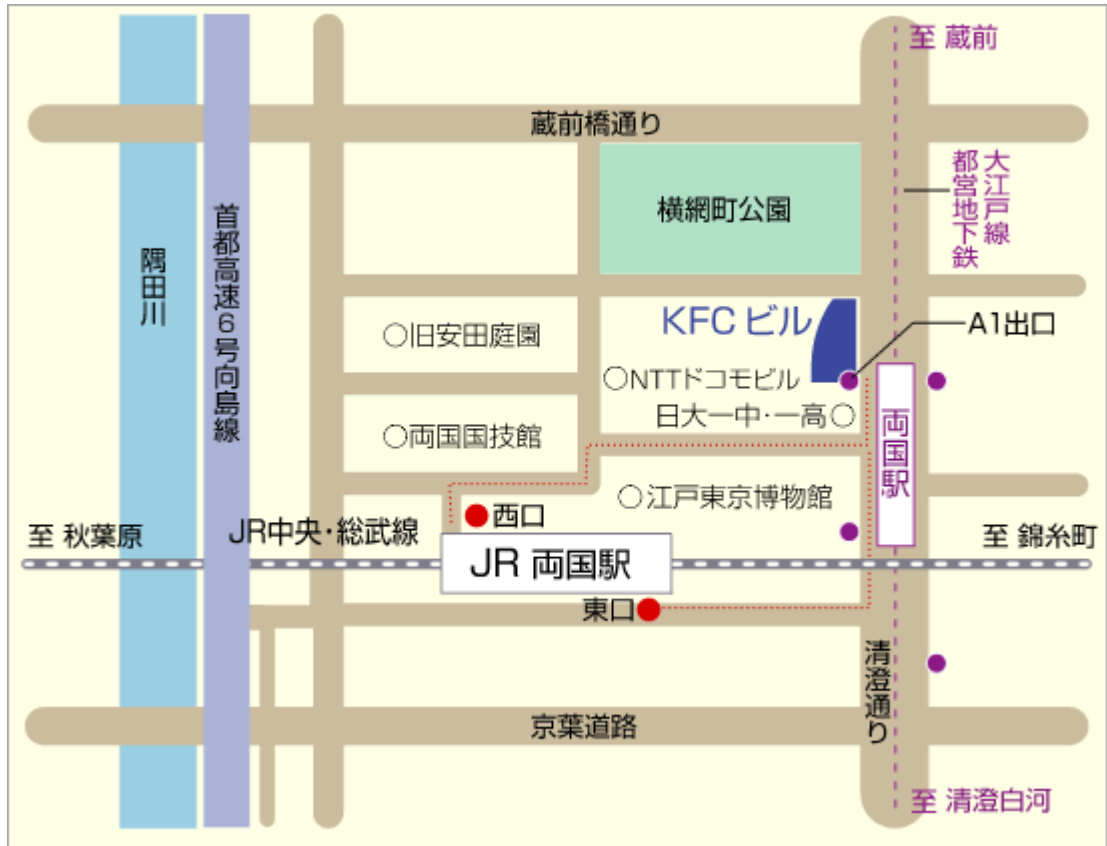 至 蔵前
蔵前橋通り
大江戸線
都営地下鉄
横網町公園
首都高速6号向島線
隅田川
KFC ビル
A1出口
○旧安田庭園
○NTTドコモビル
日大一中・一高○
○両国国技館
両国駅
○江戸東京博物館
西口
至 秋葉原
JR中央・総武線
至 錦糸町
JR 両国駅
東口
清澄通り
京葉道路
至 清澄白河